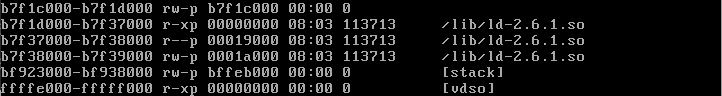 b7f1c000-b7f1d000 rw-p b7f1c000 00:00 0
b7f1d000-b7f37000 r-xp 00000000 08:03 113713 /lib/ld-2.6.1.so
b7f37000-b7f38000 r--p 00019000 08:03 113713 /lib/ld-2.6.1.so
b7f38000-b7f39000 rw-p 0001a000 08:03 113713 /lib/ld-2.6.1.so
bf923000-bf938000 rw-p bffeb000 00:00 0 [stack]
ffffe000-fffff000 r-xp 00000000 00:00 0 [vdso]